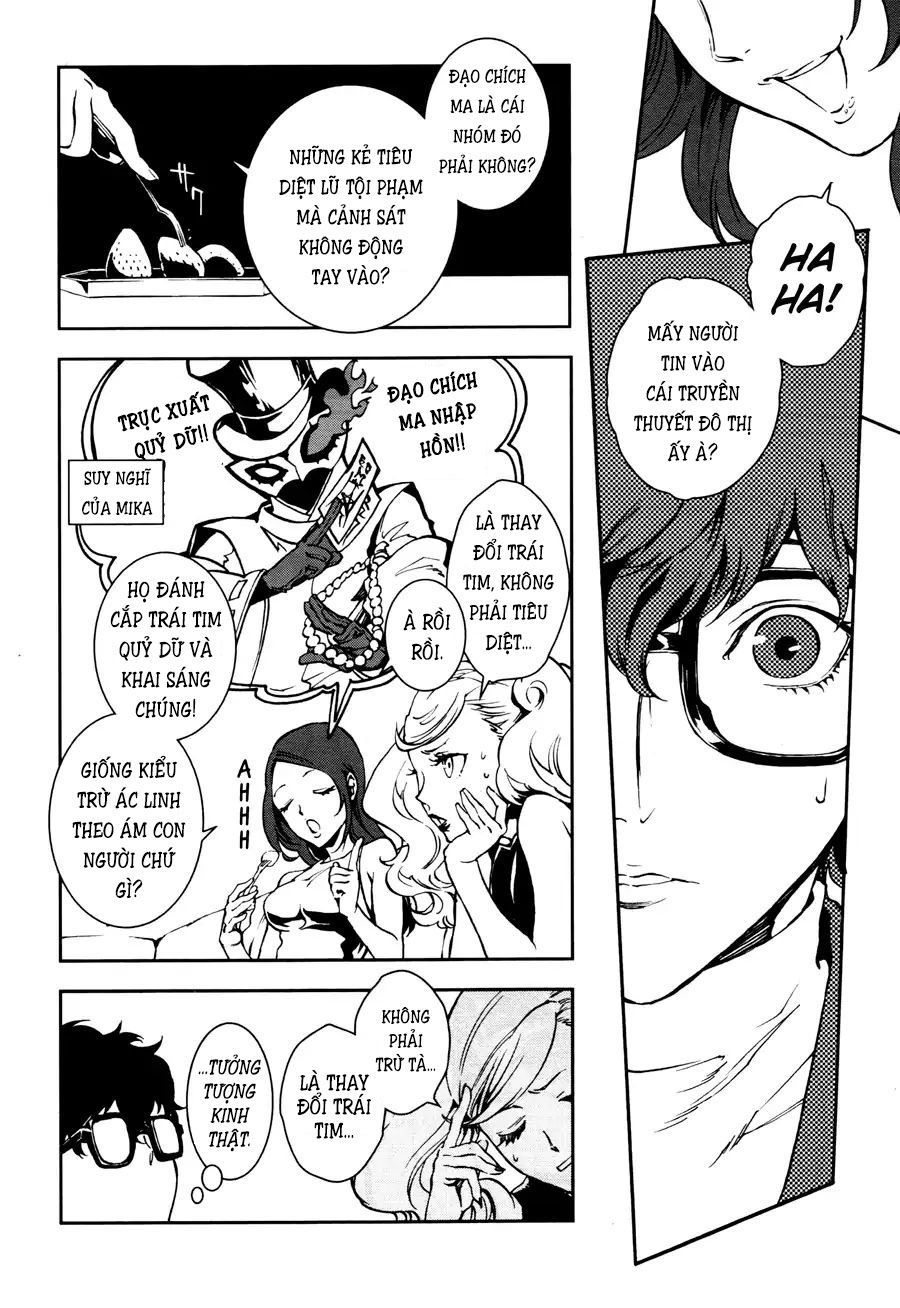 HA
HA!
MẤY NGƯỜI
TIN VÀO
CÁI TRUYỀN
THUYẾT ĐÔ THỊ
ẤY À?
ĐẠO CHÍCH
MA LÀ CÁI
NHÓM ĐÓ
PHẢI KHÔNG?
NHỮNG KẺ TIÊU
DIỆT LŨ TỘI PHẠM
MÀ CẢNH SÁT
KHÔNG ĐỘNG
TAY VÀO?
ĐẠO CHÍCH
MA NHẬP
HỒN!!
TRỤC XUẤT
QUỶ DỮ!!
SUY NGHĨ
CỦA MIKA
LÀ THAY
ĐỔI TRÁI
TIM, KHÔNG
PHẢI TIÊU
DIỆT...
À RỒI
RỒI.
HỌ ĐÁNH
CẮP TRÁI TIM
QUỶ DỮ VÀ
KHAI SÁNG
CHÚNG!
GIỐNG KIỂU
TRỪ ÁC LINH
THEO ÁM CON
NGƯỜI CHỨ
GÌ?
AHHH
KHÔNG
PHẢI
TRỪ TÀ...
LÀ THAY
ĐỔI TRÁI
TIM...
...TƯỞNG
TƯỢNG
KINH
THẬT.